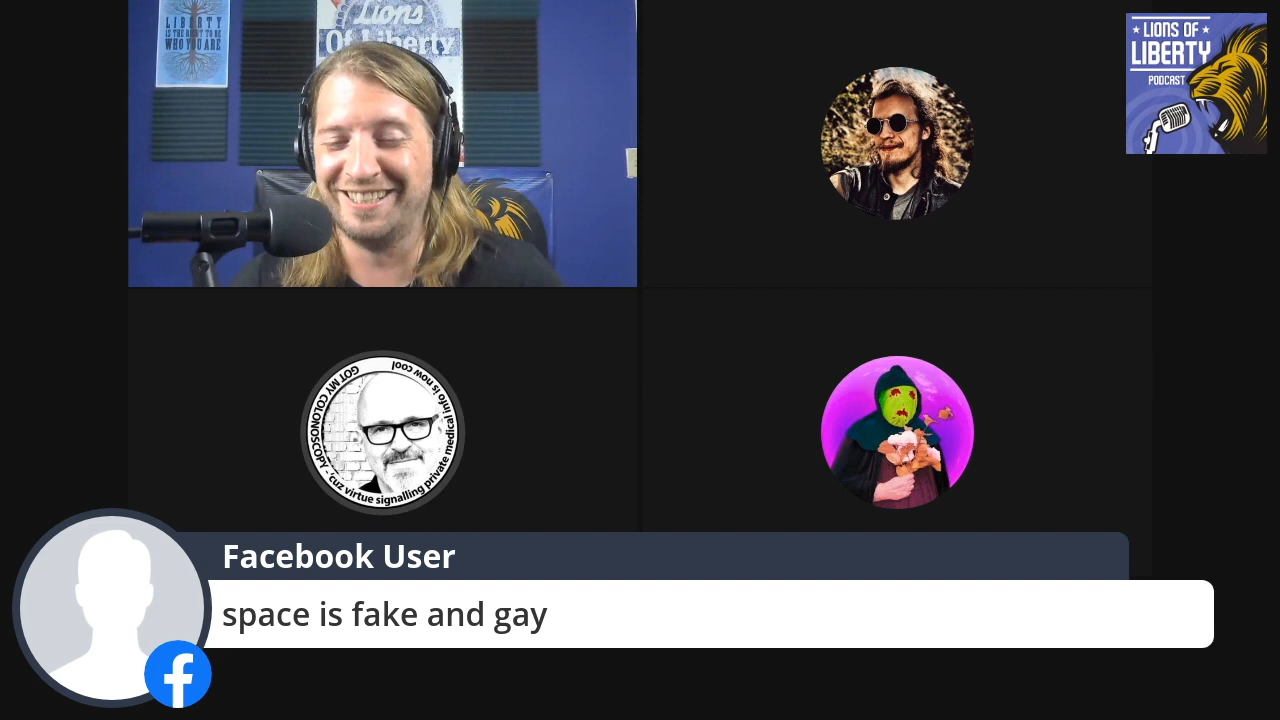 LIBERTY
IS THE RIGHT TO BE
WHO YOU ARE
Lions
Of Liberty
LIONS OF
LIBERTY
PODCAST
GOT MY COLONOSCOPY - 'cuz virtue signalling private medical info is now cool
Facebook User
space is fake and gay